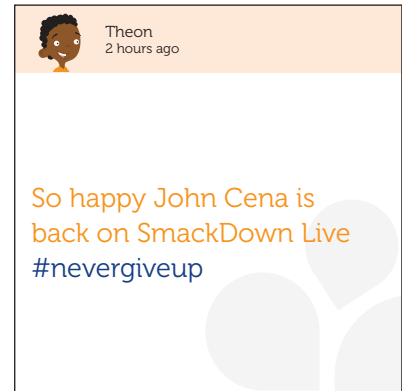 Theon
2 hours ago
So happy John Cena is
back on SmackDown Live
#nevergiveup